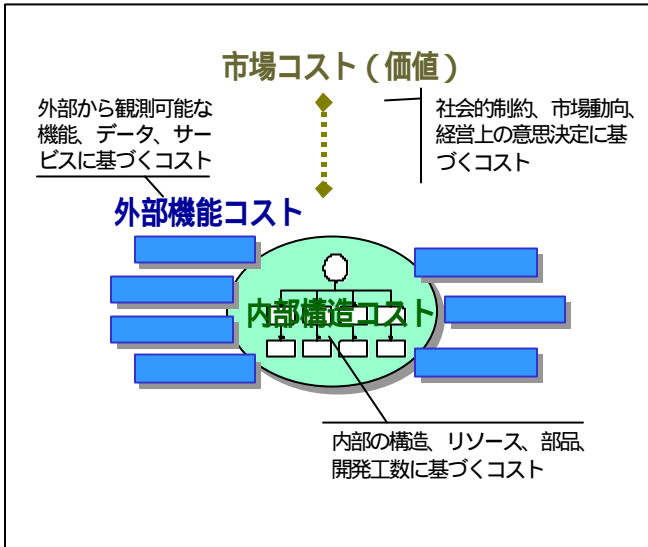 市場コスト(価値)
外部から観測可能な
機能、データ、サー
ビスに基づくコスト
社会的制約、市場動向、
経営上の意思決定に基
づくコスト
外部機能コスト
内部構造コスト
内部の構造、リソース、部品、
開発工数に基づくコスト